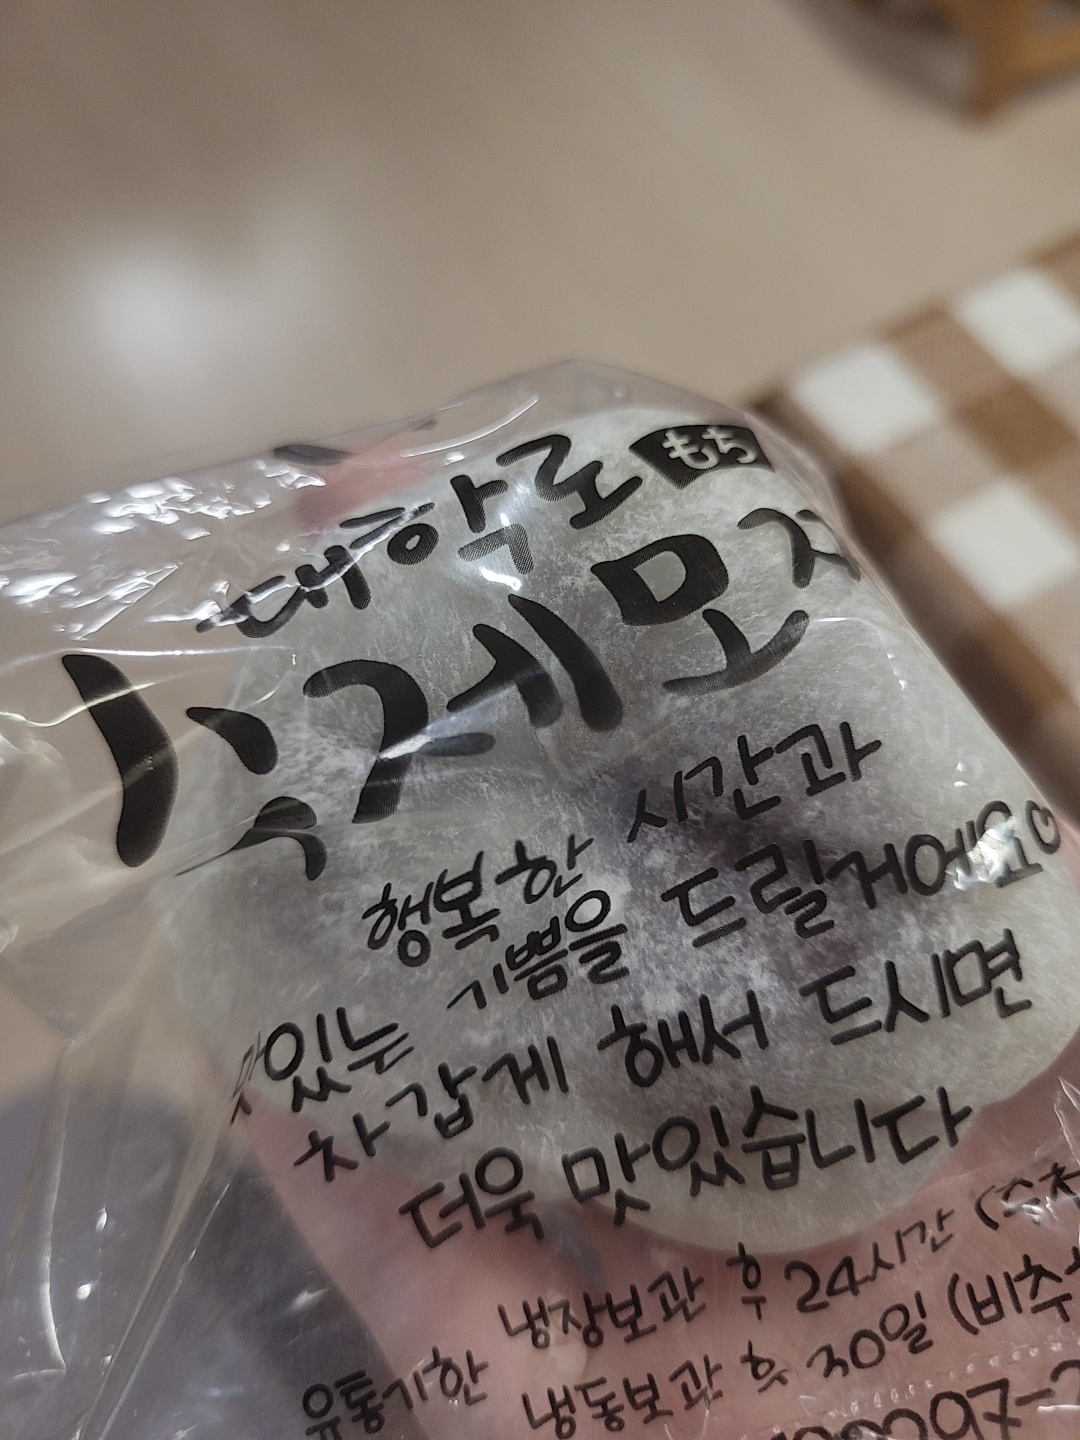 대학로 もち
수제모찌
행복한 시간과
맛있는 기쁨을 드릴거에요♡
차갑게 해서 드시면
더욱 맛있습니다
냉장보관 후 24시간
유통기한 냉동보관 후 30일